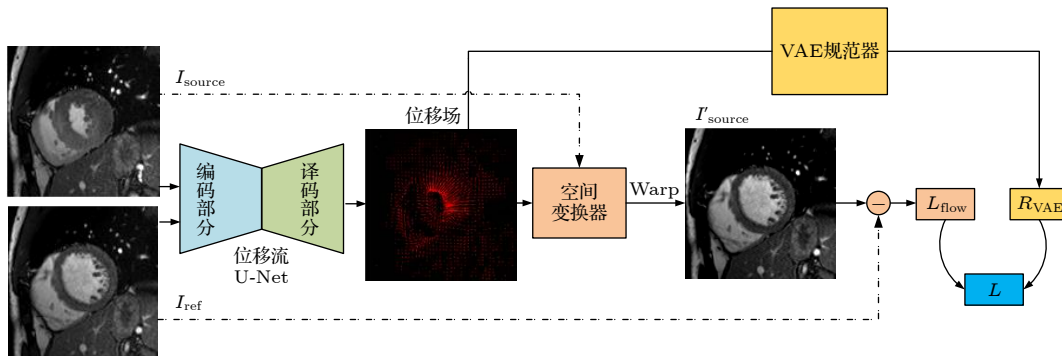 VAE规范器
I_source
位移场
I'_source
编码部分
译码部分
空间
变换器
Warp
−
L_flow
R_VAE
位移流
U-Net
I_ref
L